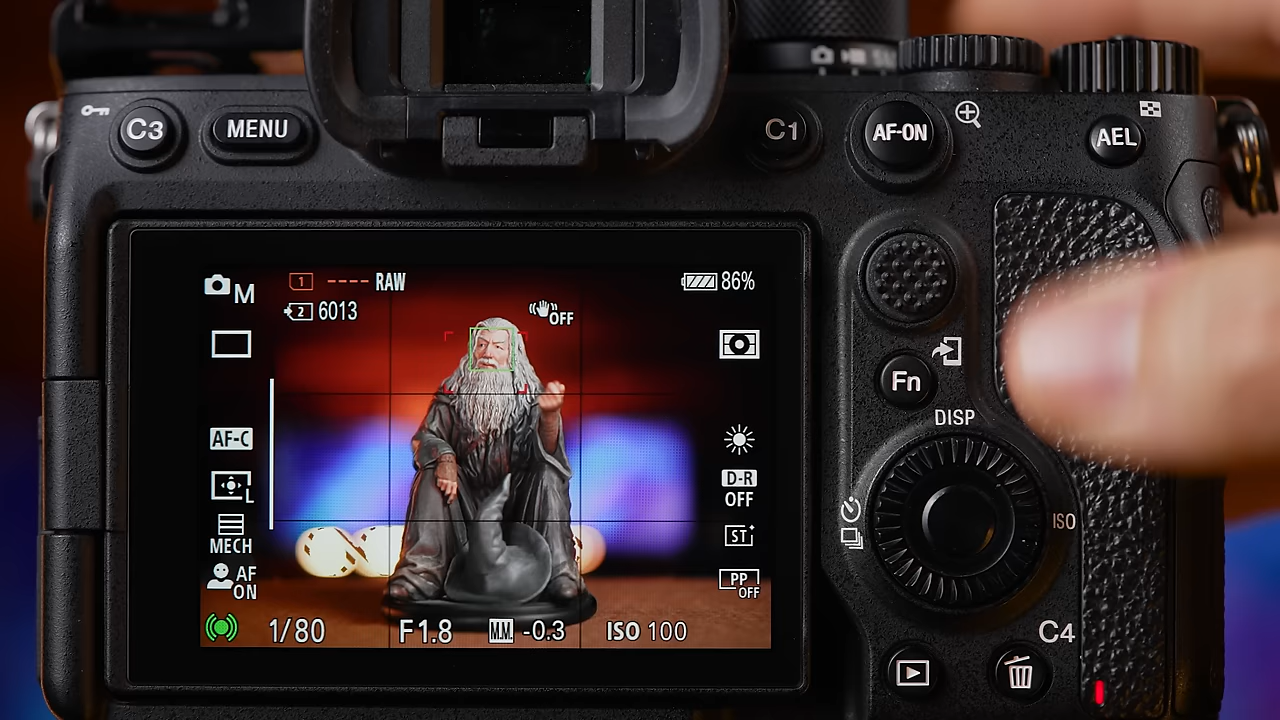 C3
MENU
C1
AF-ON
AEL
M
1 ---- RAW
86%
2 6013
OFF
AF-C
L
MECH
AF
ON
D-R
OFF
ST
PP
OFF
1/80
F1.8
M.M. -0.3
ISO 100
Fn
DISP
ISO
C4